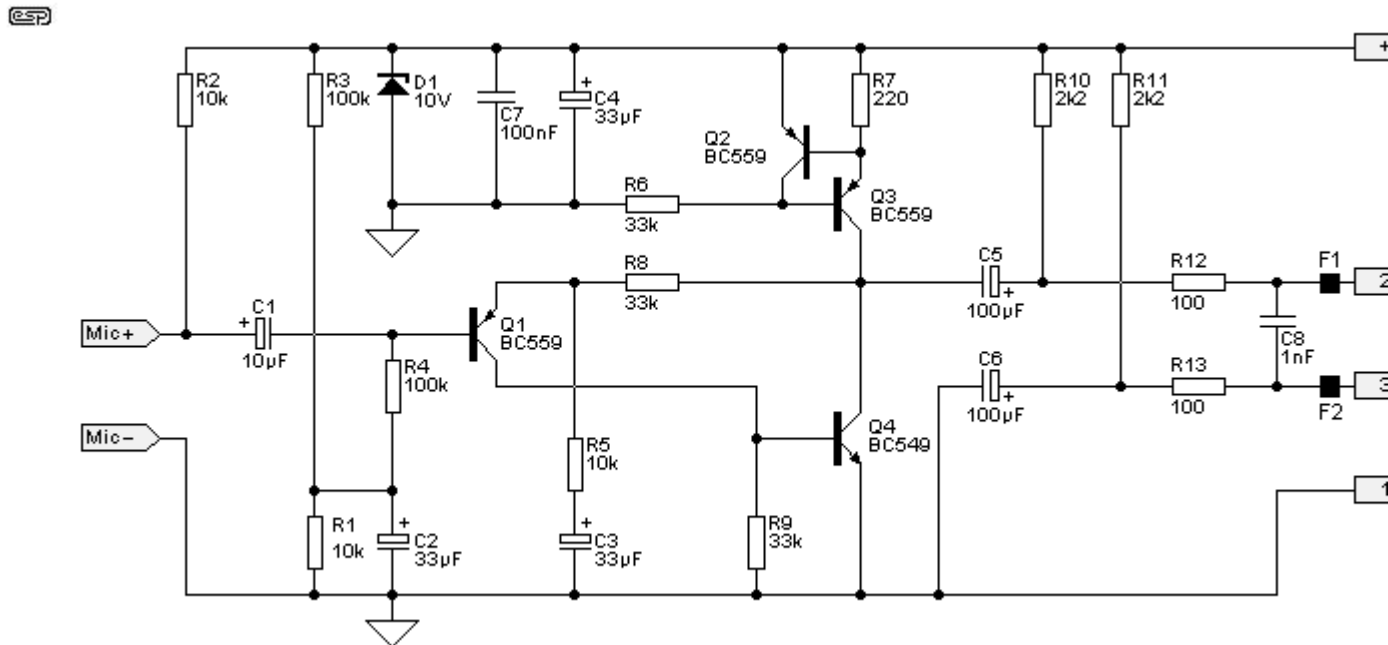 esp
+
R2
10k
R3
100k
D1
10V
C7
100nF
C4
+
33µF
R7
220
R10
2k2
R11
2k2
Q2
BC559
R6
33k
Q3
BC559
R8
33k
C5
+
100µF
R12
100
F1
2
Mic+
C1
+
10µF
Q1
BC559
R4
100k
C8
1nF
C6
+
100µF
R13
100
3
F2
Mic-
R5
10k
Q4
BC549
1
R1
10k
C2
+
33µF
C3
+
33µF
R9
33k